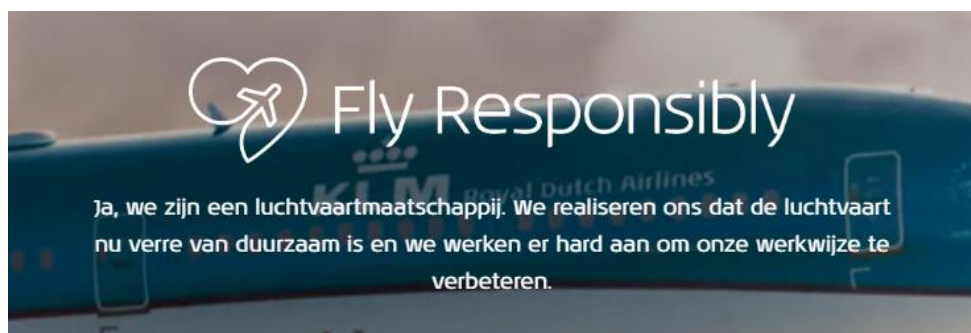 Fly Responsibly
KLM Royal Dutch Airlines
Ja, we zijn een luchtvaartmaatschappij. We realiseren ons dat de luchtvaart
nu verre van duurzaam is en we werken er hard aan om onze werkwijze te
verbeteren.